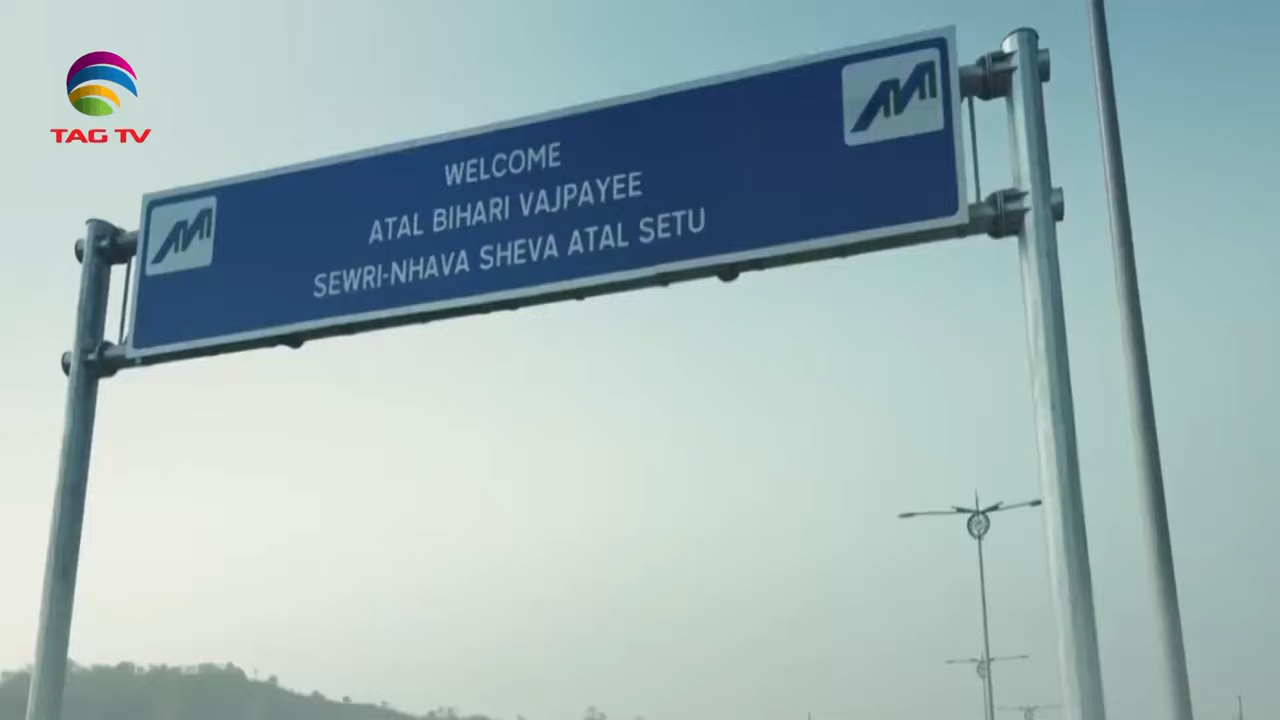 TAG TV
WELCOME
ATAL BIHARI VAJPAYEE
SEWRI-NHAVA SHEVA ATAL SETU